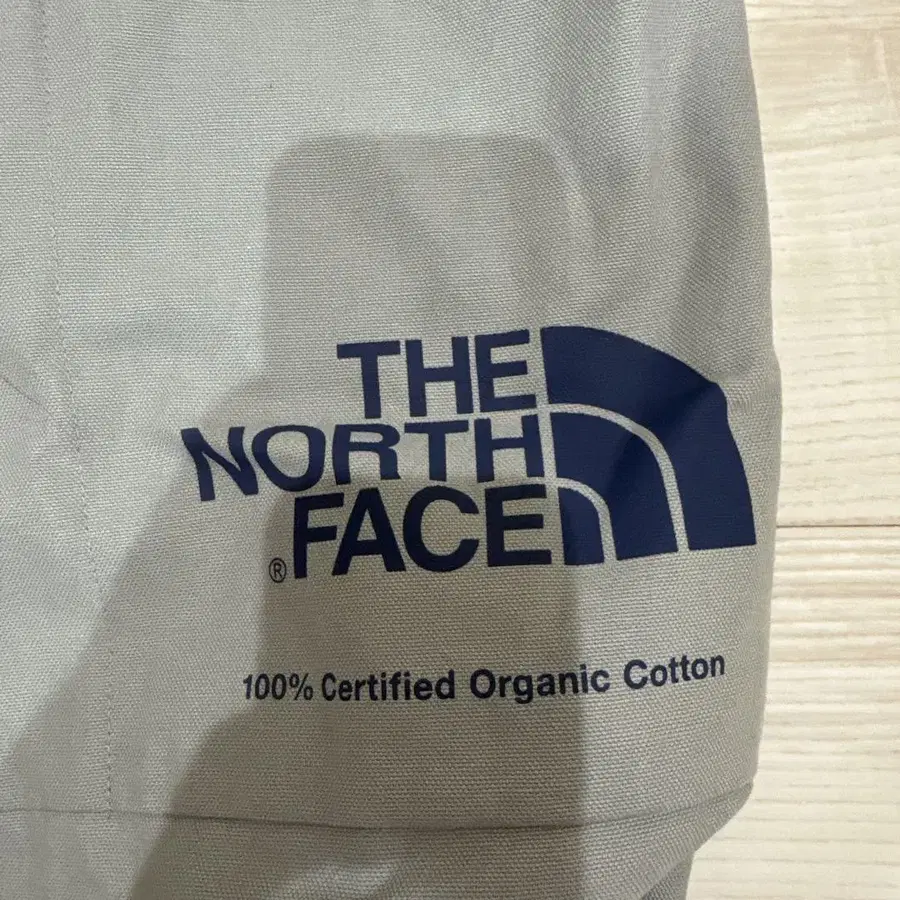 THE
NORTH
®FACE
100% Certified Organic Cotton